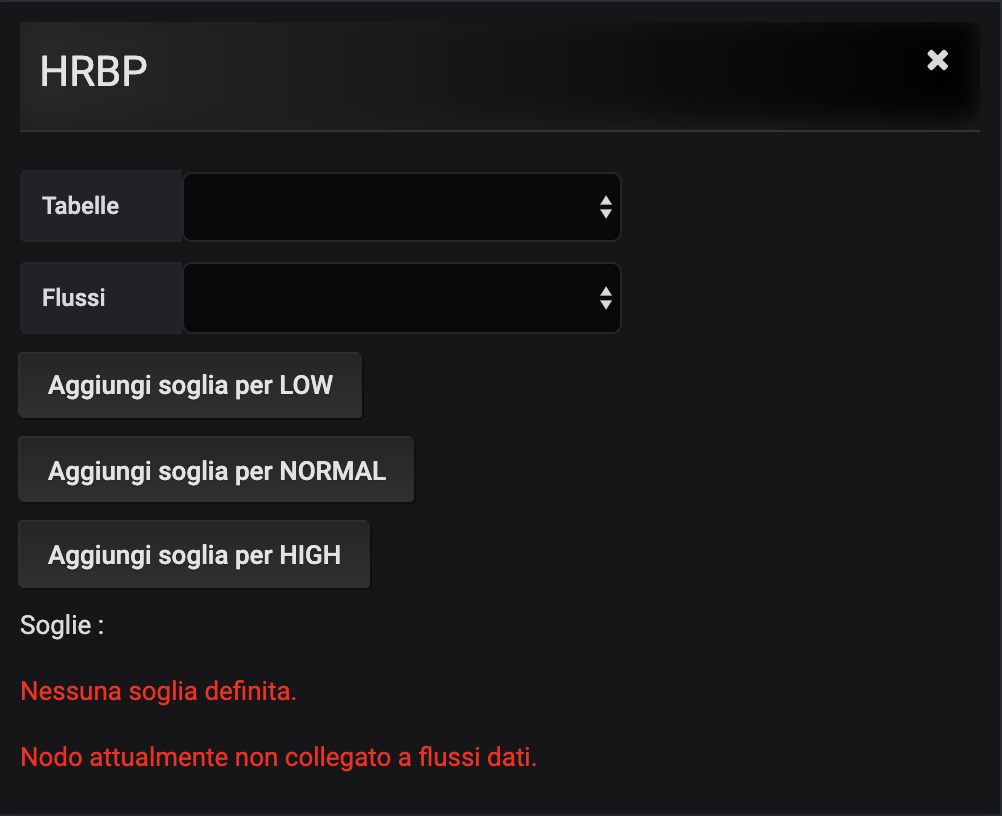 HRBP
Tabelle
Flussi
Aggiungi soglia per LOW
Aggiungi soglia per NORMAL
Aggiungi soglia per HIGH
Soglie :
Nessuna soglia definita.
Nodo attualmente non collegato a flussi dati.